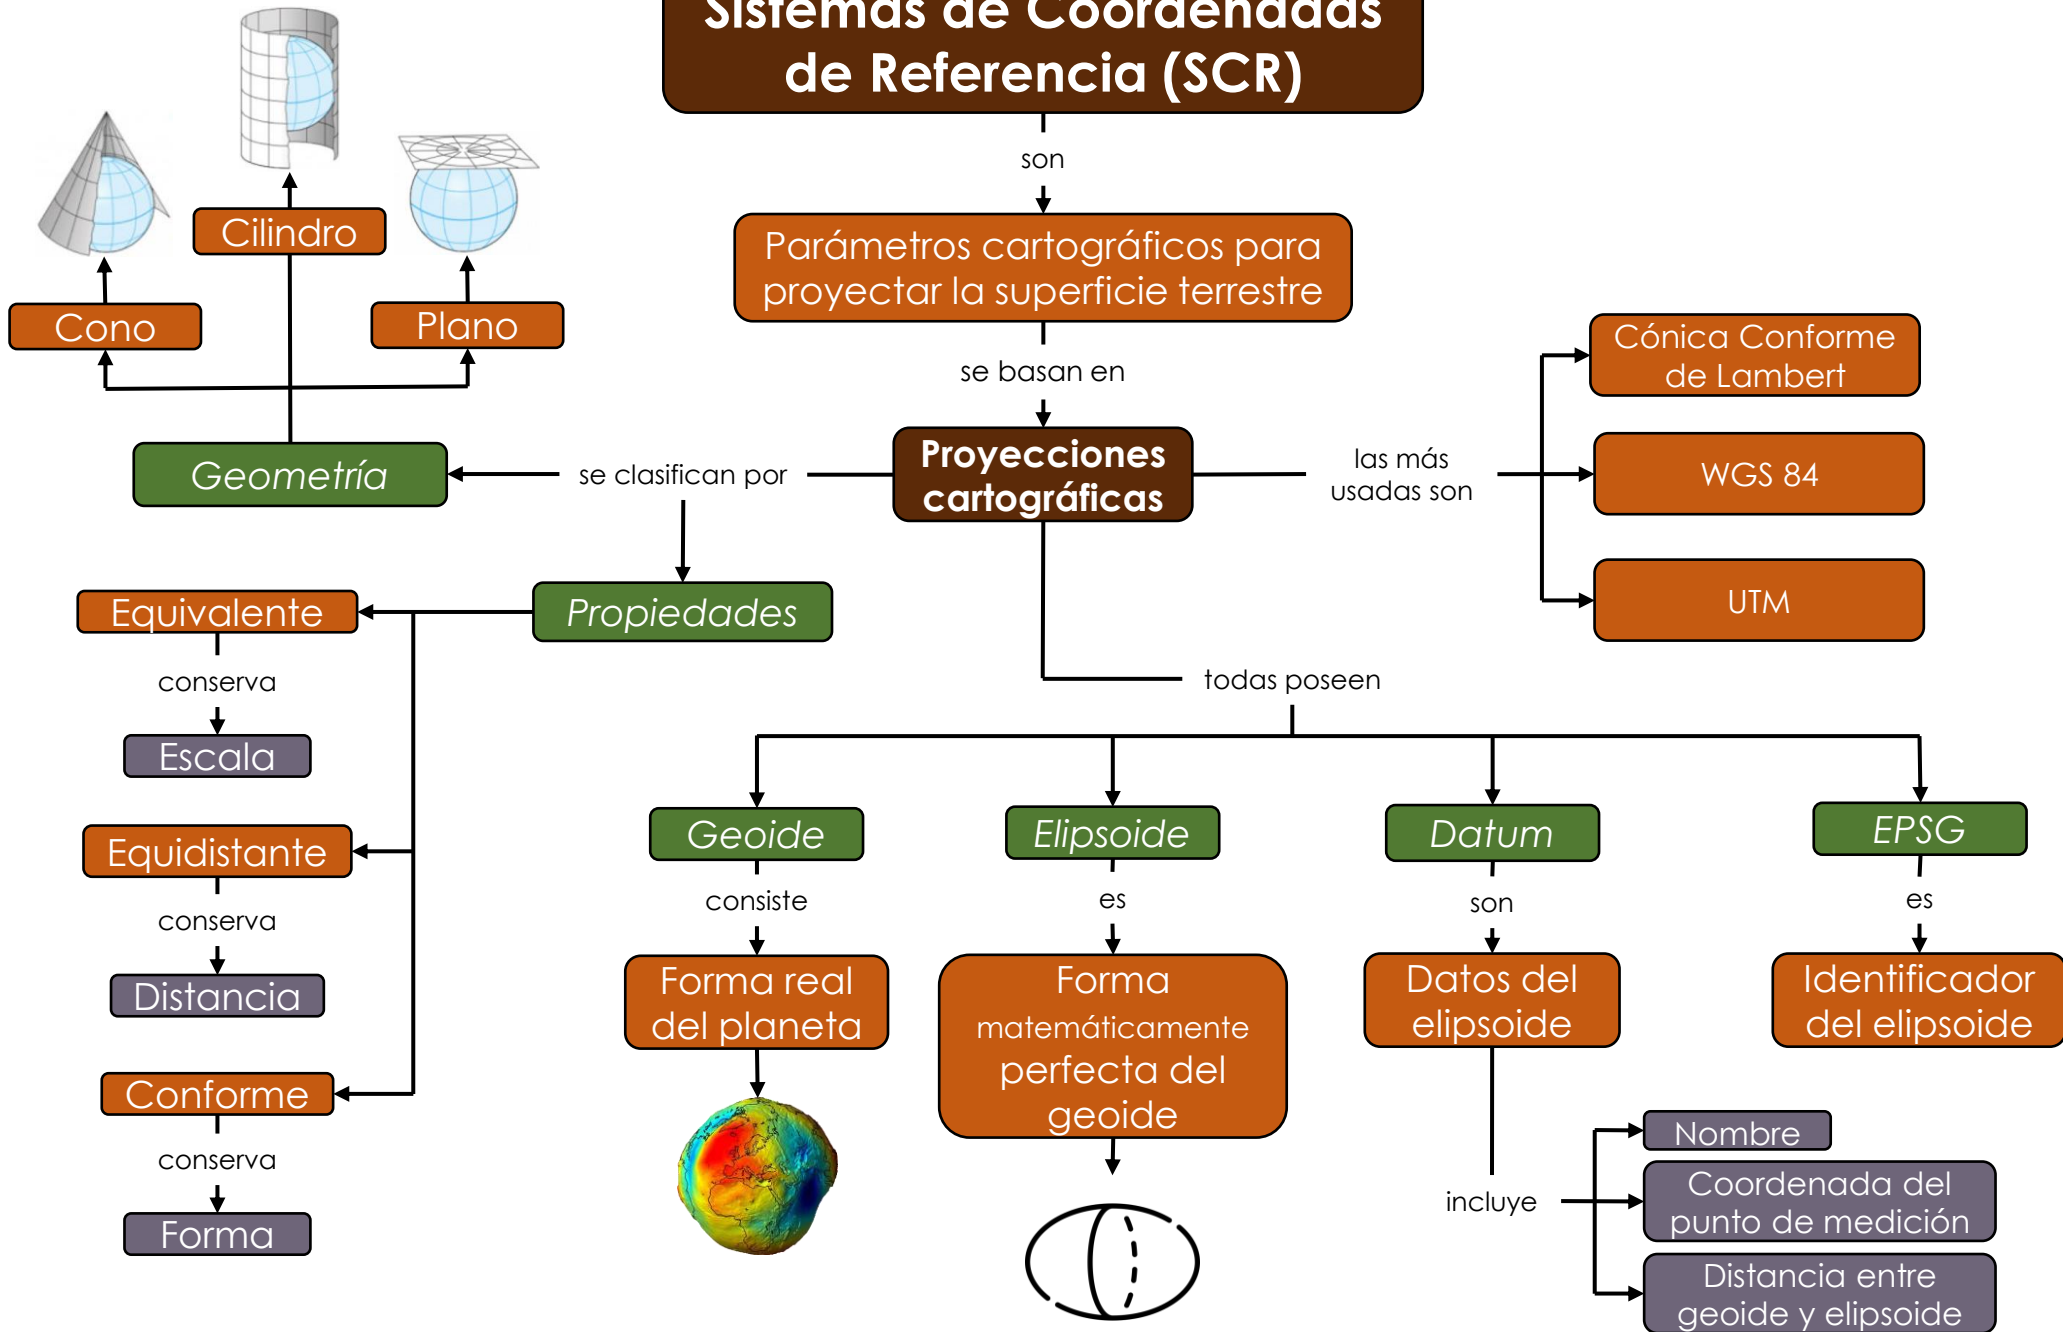 Sistemas de Coordenadas
de Referencia (SCR)
son
Parámetros cartográficos para
proyectar la superficie terrestre
se basan en
Proyecciones
cartográficas
se clasifican por
Geometría
Cilindro
Cono
Plano
Propiedades
Equivalente
conserva
Escala
Equidistante
conserva
Distancia
Conforme
conserva
Forma
las más
usadas son
Cónica Conforme
de Lambert
WGS 84
UTM
todas poseen
Geoide
consiste
Forma real
del planeta
Elipsoide
es
Forma
matemáticamente
perfecta del
geoide
Datum
son
Datos del
elipsoide
incluye
Nombre
Coordenada del
punto de medición
Distancia entre
geoide y elipsoide
EPSG
es
Identificador
del elipsoide